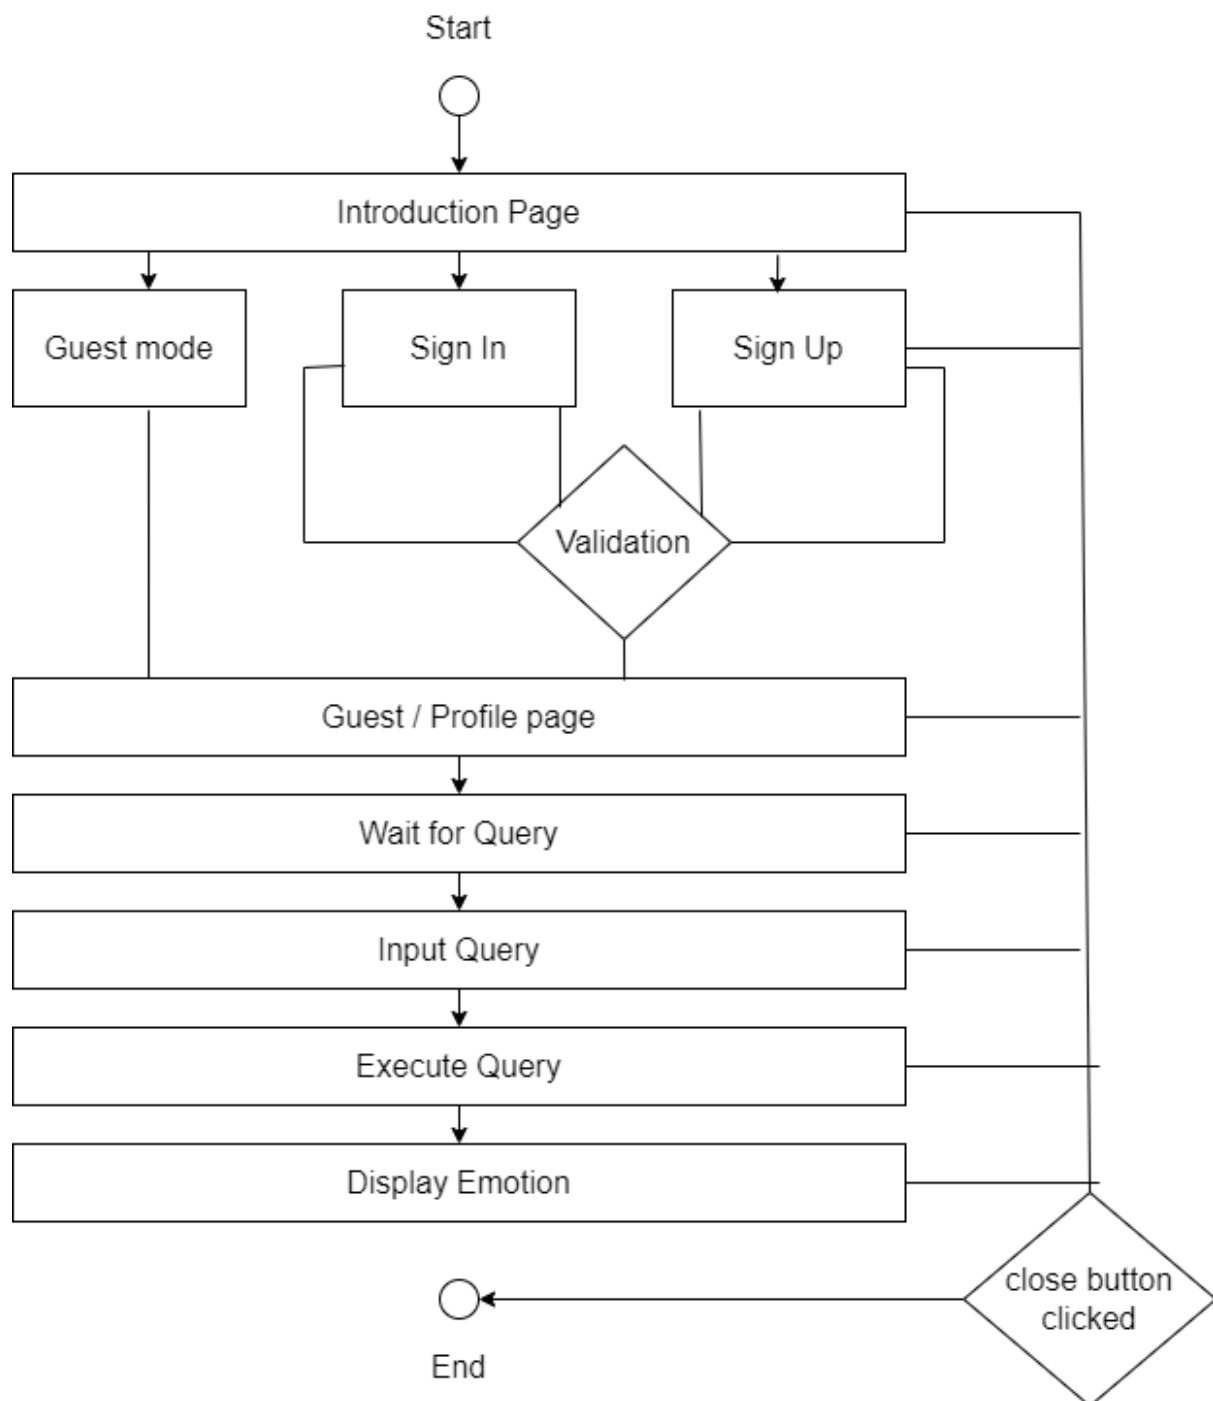 Start
Introduction Page
Guest mode
Sign In
Sign Up
Validation
Guest / Profile page
Wait for Query
Input Query
Execute Query
Display Emotion
close button
clicked
End